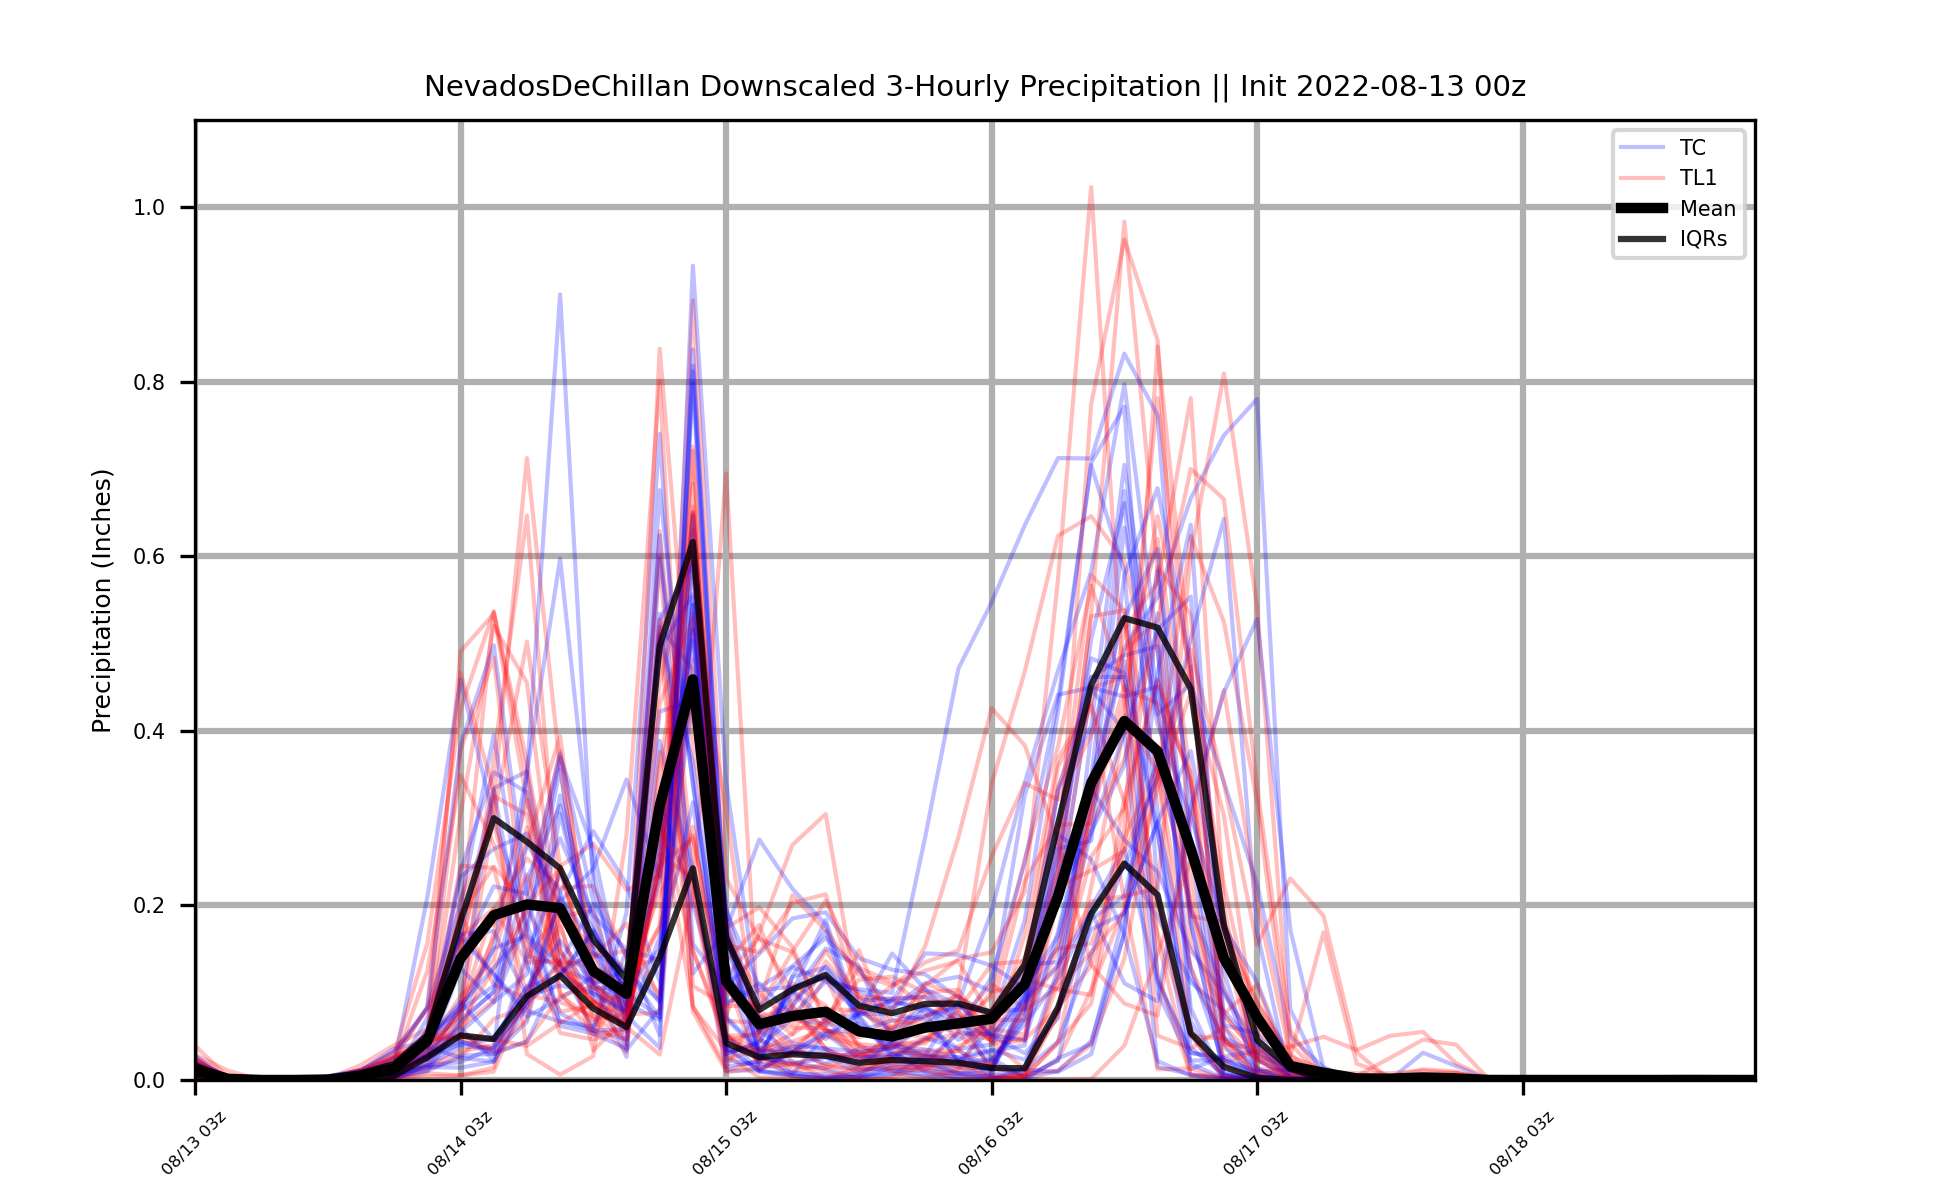 NevadosDeChillan Downscaled 3-Hourly Precipitation || Init 2022-08-13 00z
TC
TL1
Mean
IQRs
Precipitation (Inches)
1.0
0.8
0.6
0.4
0.2
0.0
08/13 03z
08/14 03z
08/15 03z
08/16 03z
08/17 03z
08/18 03z